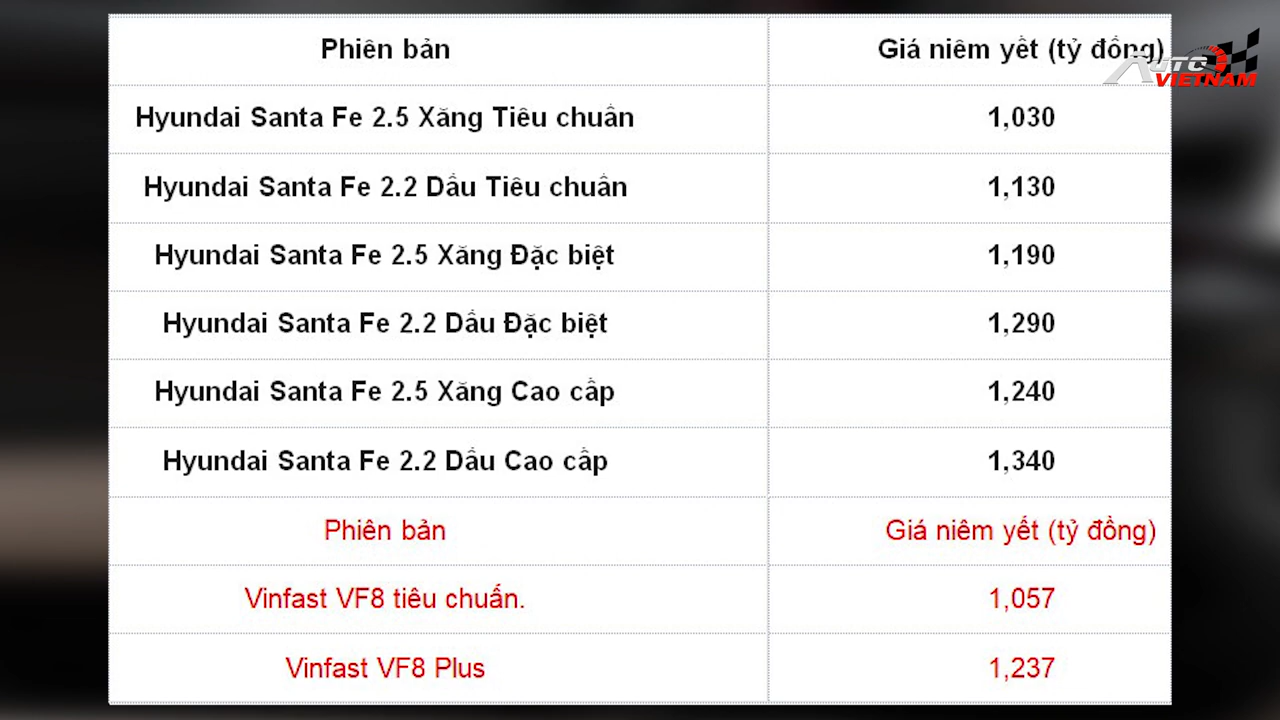 Phiên bản Giá niêm yết (tỷ đồng)
AUTO
VIETNAM
Hyundai Santa Fe 2.5 Xăng Tiêu chuẩn 1,030
Hyundai Santa Fe 2.2 Dầu Tiêu chuẩn 1,130
Hyundai Santa Fe 2.5 Xăng Đặc biệt 1,190
Hyundai Santa Fe 2.2 Dầu Đặc biệt 1,290
Hyundai Santa Fe 2.5 Xăng Cao cấp 1,240
Hyundai Santa Fe 2.2 Dầu Cao cấp 1,340
Phiên bản Giá niêm yết (tỷ đồng)
Vinfast VF8 tiêu chuẩn. 1,057
Vinfast VF8 Plus 1,237